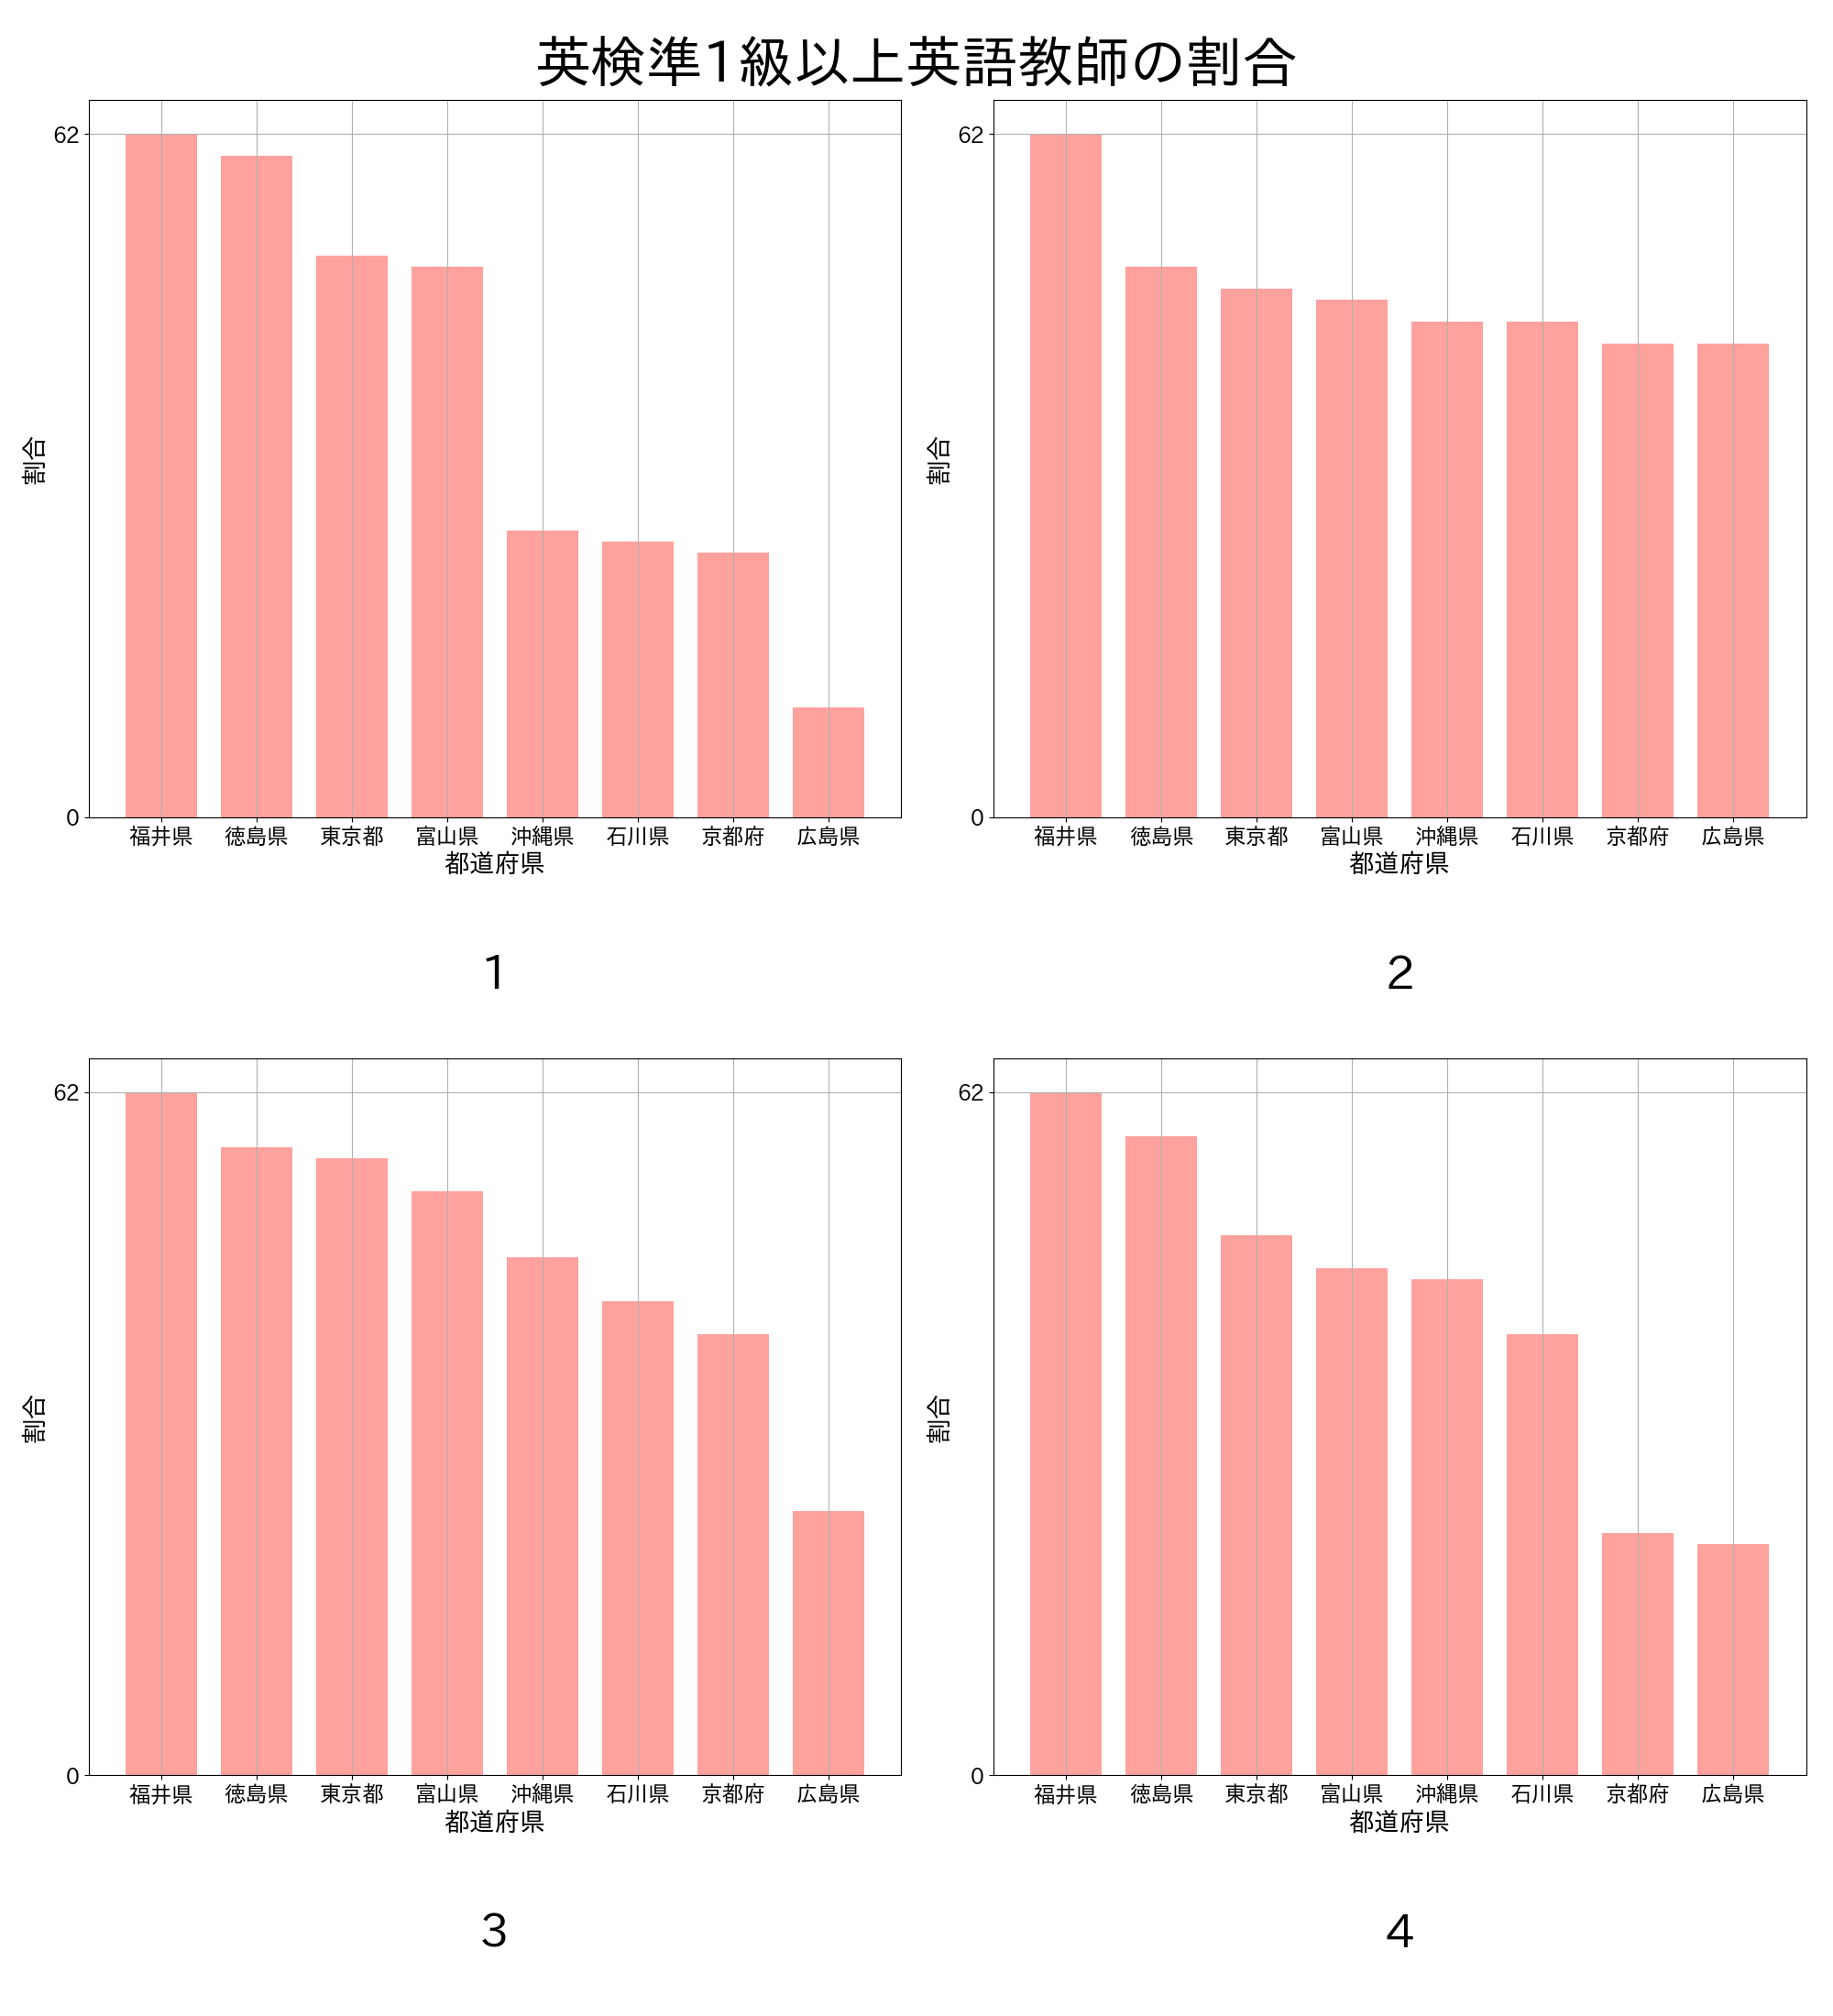 英検準1級以上英語教師の割合
62
0
割合
福井県 徳島県 東京都 富山県 沖縄県 石川県 京都府 広島県
都道府県
1
62
0
割合
福井県 徳島県 東京都 富山県 沖縄県 石川県 京都府 広島県
都道府県
2
62
0
割合
福井県 徳島県 東京都 富山県 沖縄県 石川県 京都府 広島県
都道府県
3
62
0
割合
福井県 徳島県 東京都 富山県 沖縄県 石川県 京都府 広島県
都道府県
4